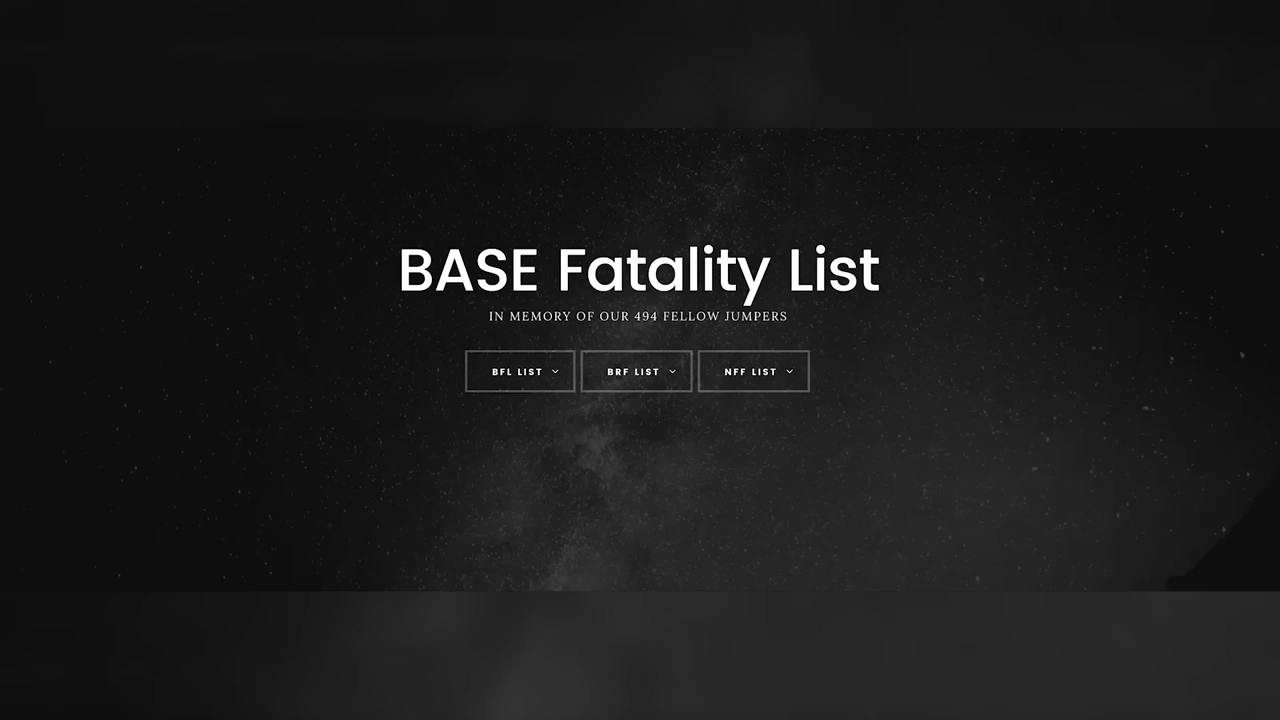 BASE Fatality List
IN MEMORY OF OUR 494 FELLOW JUMPERS
BFL LIST
BRF LIST
NFF LIST